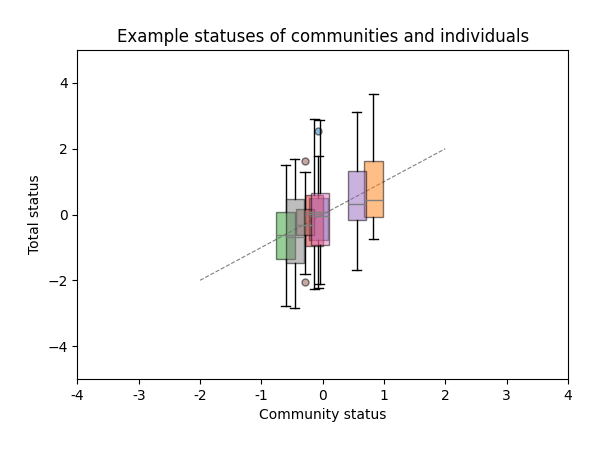 Example statuses of communities and individuals
Total status
4
2
0
−2
−4
-4 -3 -2 -1 0 1 2 3 4
Community status